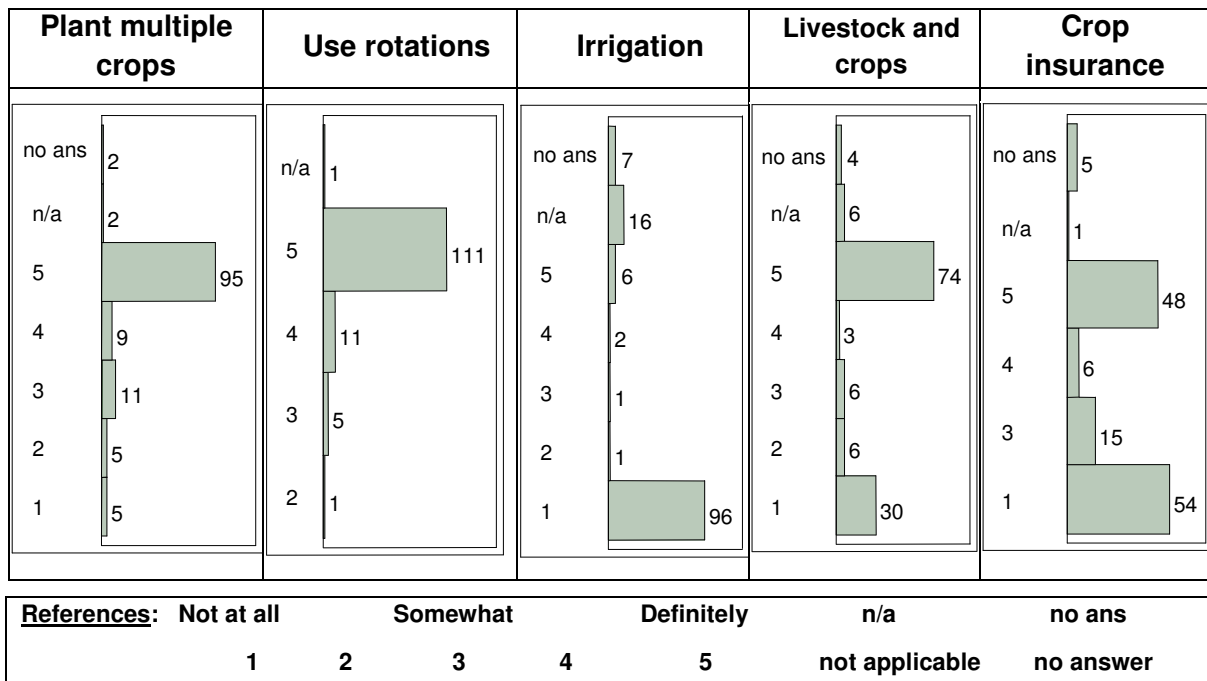 Plant multiple
crops
Use rotations
Irrigation
Livestock and
crops
Crop
insurance
no ans 2
n/a 2
5 95
4 9
3 11
2 5
1 5
n/a 1
5 111
4 11
3 5
2 1
no ans 7
n/a 16
5 6
4 2
3 1
2 1
1 96
no ans 4
n/a 6
5 74
4 3
3 6
2 6
1 30
no ans 5
n/a 1
5 48
4 6
3 15
1 54
References: Not at all Somewhat Definitely n/a no ans
1 2 3 4 5 not applicable no answer